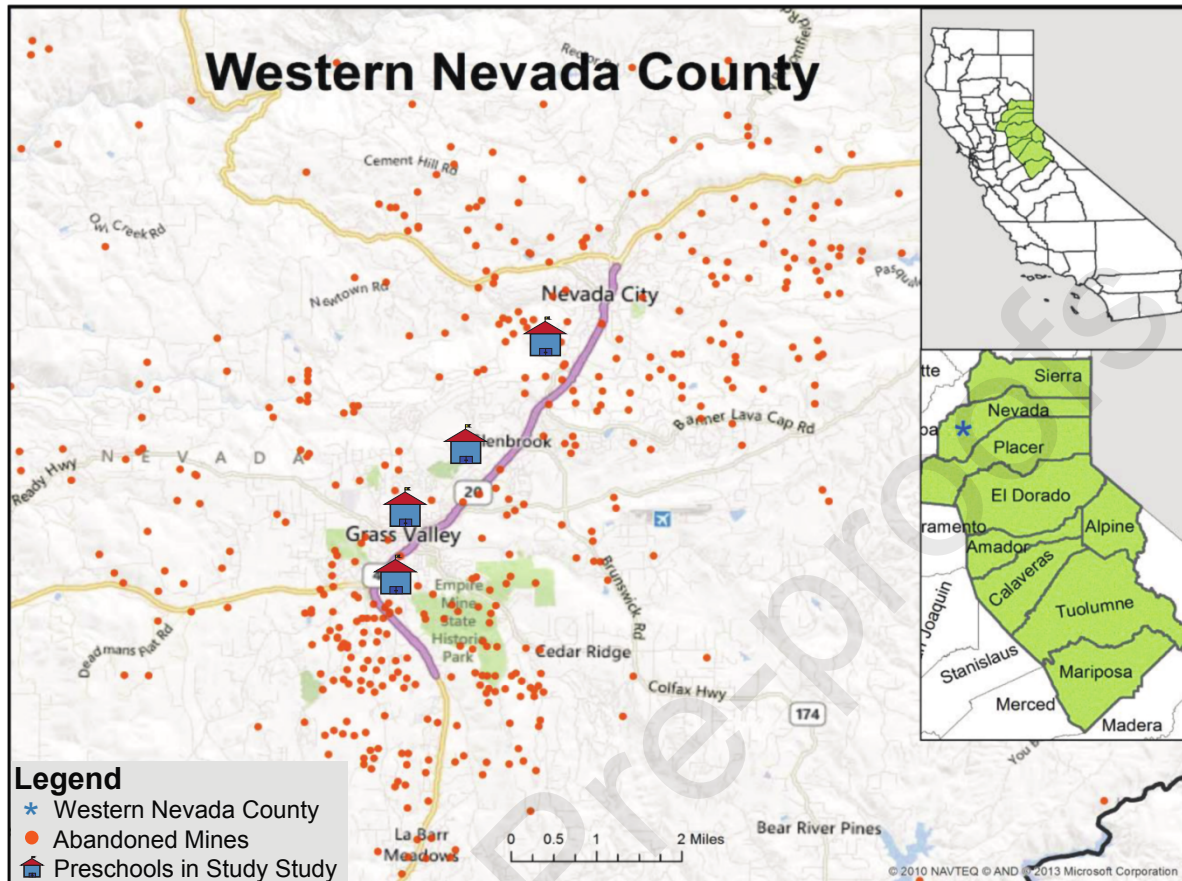 Western Nevada County
Cement Hill Rd
Owl Creek Rd
Newtown Rd
Nevada City
Banner Lava Cap Rd
Ready Hwy
NEVADA
20
Grass Valley
Empire
Mine
State
Historic
Park
Brunswick Rd
Deadmans Flat Rd
Cedar Ridge
Colfax Hwy
174
La Barr
Meadows
Bear River Pines
0 0.5 1 2 Miles
Legend
Western Nevada County
Abandoned Mines
Preschools in Study Study
Sierra
Nevada
Placer
El Dorado
Alpine
Amador
Calaveras
Tuolumne
Joaquin
Stanislaus
Mariposa
Merced
Madera
© 2010 NAVTEQ © AND © 2013 Microsoft Corporation
Pre-proofs